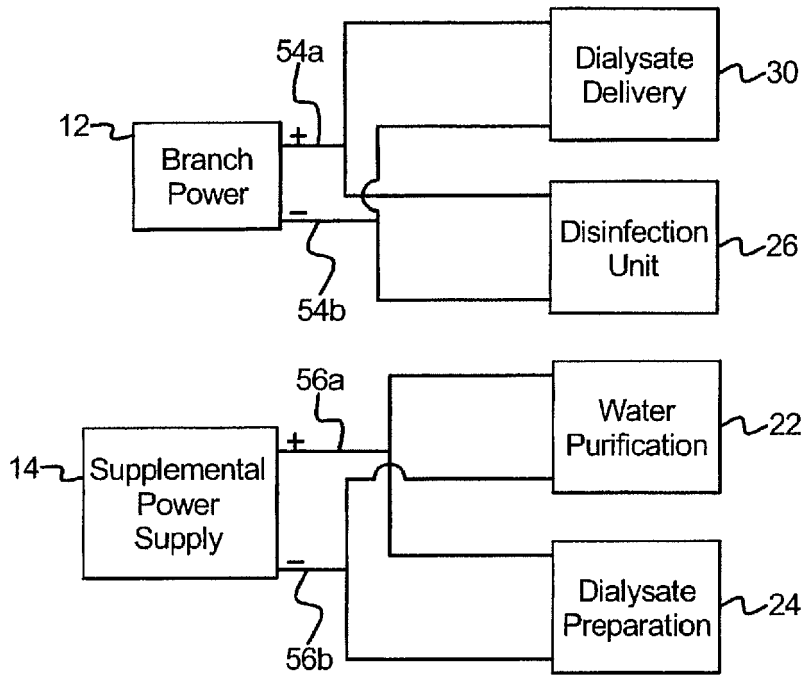 54a
Dialysate
Delivery
30
12
+
Branch
Power
−
Disinfection
Unit
26
54b
56a
Water
Purification
22
+
14
Supplemental
Power
Supply
−
Dialysate
Preparation
24
56b